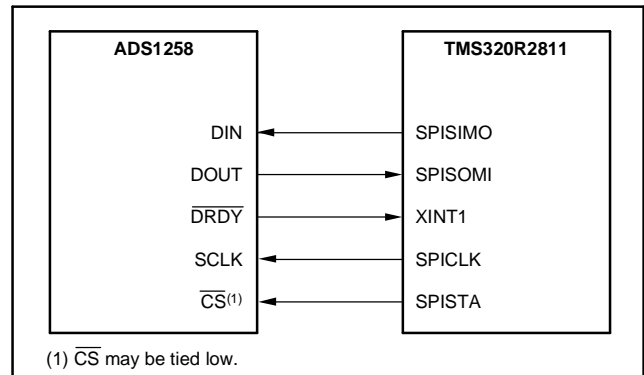 ADS1258
TMS320R2811
DIN
SPISIMO
DOUT
SPISOMI
DRDY
XINT1
SCLK
SPICLK
CS(1)
SPISTA
(1) CS may be tied low.